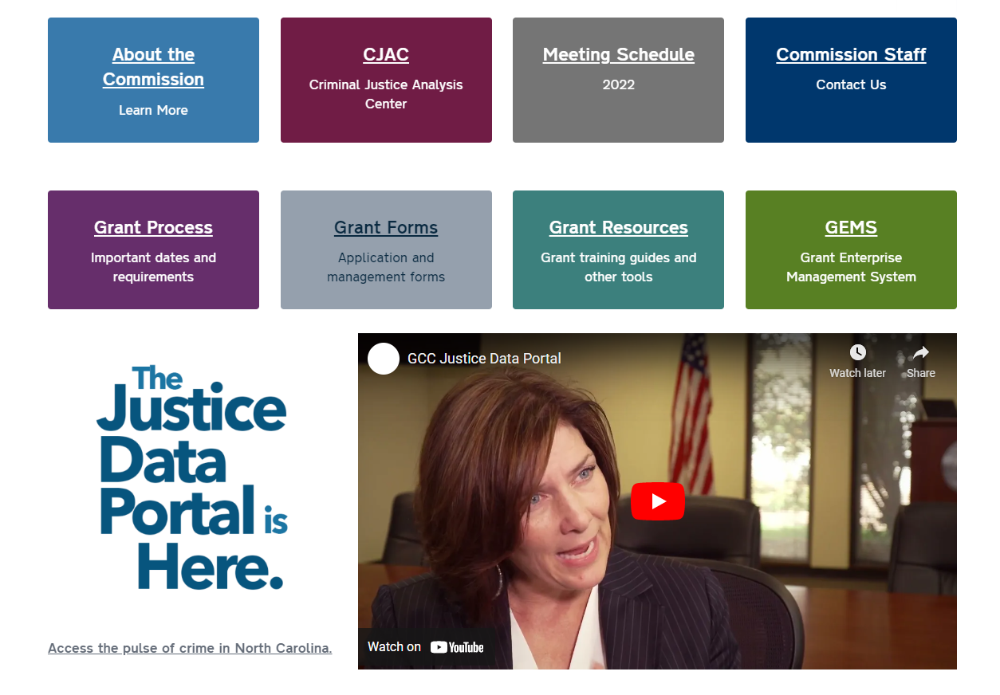 About the
Commission
Learn More
CJAC
Criminal Justice Analysis
Center
Meeting Schedule
2022
Commission Staff
Contact Us
Grant Process
Important dates and
requirements
Grant Forms
Application and
management forms
Grant Resources
Grant training guides and
other tools
GEMS
Grant Enterprise
Management System
The
Justice
Data
Portal is
Here.
Access the pulse of crime in North Carolina.
GCC Justice Data Portal
Watch later
Share
Watch on YouTube